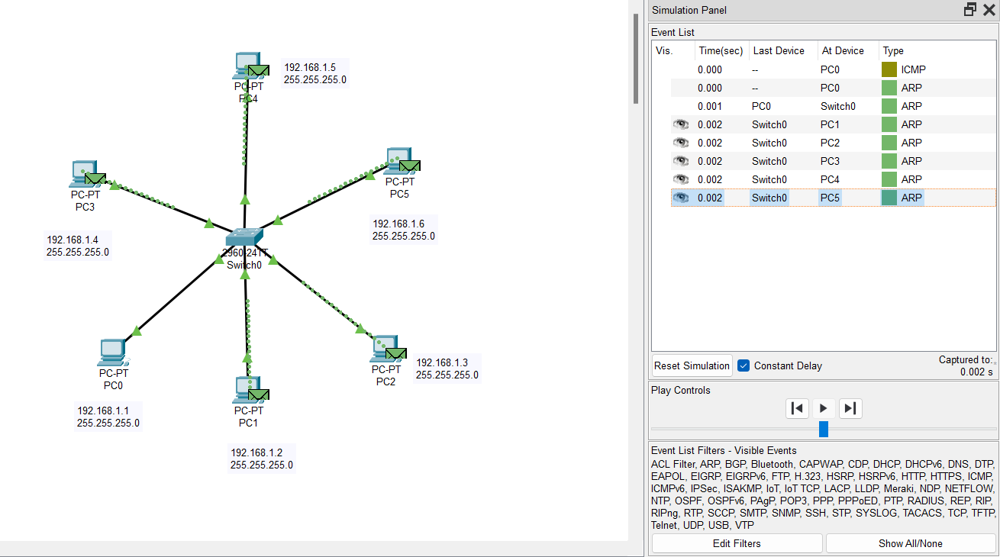 192.168.1.5
255.255.255.0
PC-PT
PC4
PC-PT
PC5
192.168.1.6
255.255.255.0
PC-PT
PC3
192.168.1.4
255.255.255.0
2960-24TT
Switch0
PC-PT
PC0
192.168.1.1
255.255.255.0
PC-PT
PC2
192.168.1.3
255.255.255.0
PC-PT
PC1
192.168.1.2
255.255.255.0
Simulation Panel
Event List
Vis. Time(sec) Last Device At Device Type
0.000 -- PC0 ICMP
0.000 -- PC0 ARP
0.001 PC0 Switch0 ARP
0.002 Switch0 PC1 ARP
0.002 Switch0 PC2 ARP
0.002 Switch0 PC3 ARP
0.002 Switch0 PC4 ARP
0.002 Switch0 PC5 ARP
Reset Simulation Constant Delay
Captured to:
0.002 s
Play Controls
Event List Filters - Visible Events
ACL Filter, ARP, BGP, Bluetooth, CAPWAP, CDP, DHCP, DHCPv6, DNS, DTP,
EAPOL, EIGRP, EIGRPv6, FTP, H.323, HSRP, HSRPv6, HTTP, HTTPS, ICMP,
ICMPv6, IPSec, ISAKMP, IoT, IoT TCP, LACP, LLDP, Meraki, NDP, NETFLOW,
NTP, OSPF, OSPFv6, PAgP, POP3, PPP, PPPoED, PTP, RADIUS, REP, RIP,
RIPng, RTP, SCCP, SMTP, SNMP, SSH, STP, SYSLOG, TACACS, TCP, TFTP,
Telnet, UDP, USB, VTP
Edit Filters Show All/None